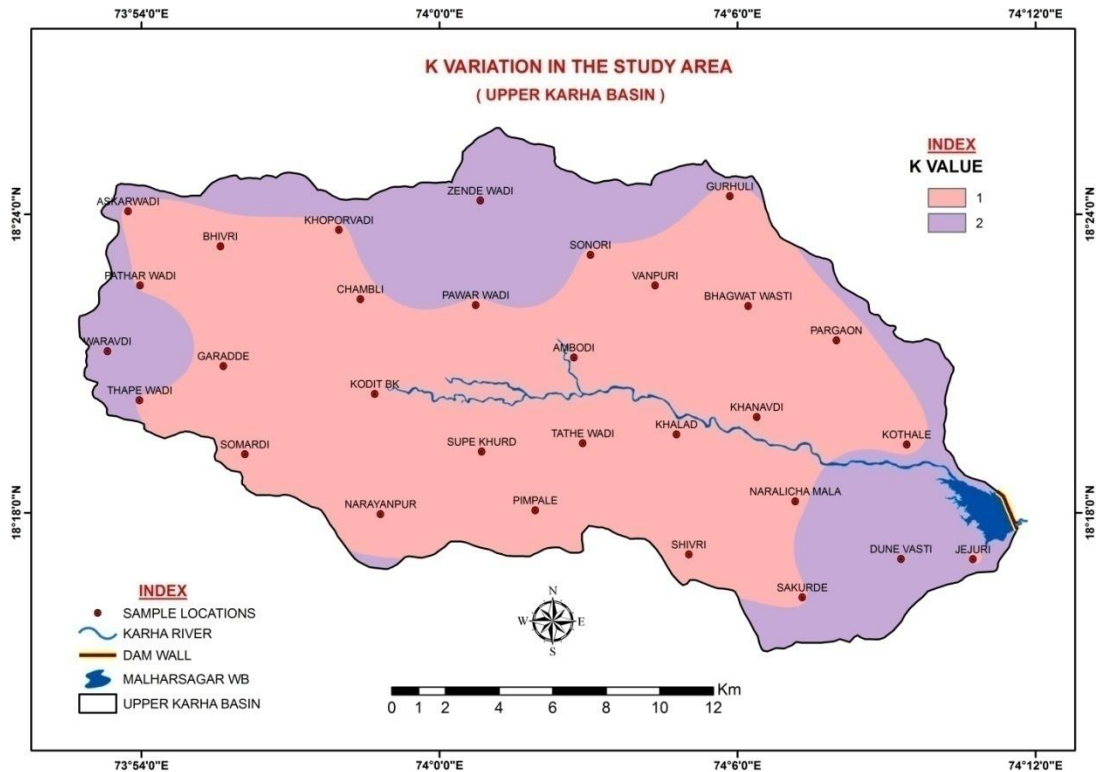 73°54'0"E 74°0'0"E 74°6'0"E 74°12'0"E
K VARIATION IN THE STUDY AREA
( UPPER KARHA BASIN )
INDEX
K VALUE
1
2
18°24'0"N
18°24'0"N
ZENDE WADI
GURHULI
ASKARWADI
KHOPORVADI
BHIVRI
SONORI
PATHAR WADI
VANPURI
CHAMBLI
PAWAR WADI
BHAGWAT WASTI
PARGAON
WARAVDI
AMBODI
GARADDE
KODIT BK
THAPE WADI
KHANAVDI
KHALAD
TATHE WADI
KOTHALE
SOMARDI
SUPE KHURD
NARALICHA MALA
PIMPALE
NARAYANPUR
18°18'0"N
18°18'0"N
SHIVRI
DUNE VASTI
JEJURI
SAKURDE
INDEX
SAMPLE LOCATIONS
KARHA RIVER
DAM WALL
MALHARSAGAR WB
UPPER KARHA BASIN
N
W E
S
Km
0 1 2 4 6 8 10 12
73°54'0"E 74°0'0"E 74°6'0"E 74°12'0"E